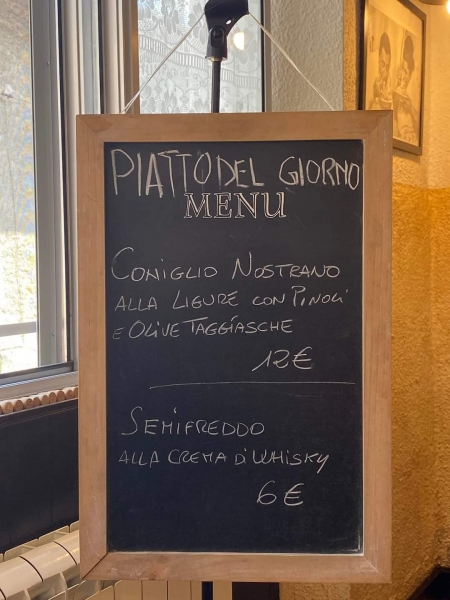 PIATTO DEL GIORNO
MENU
CONIGLIO NOSTRANO
ALLA LIGURE CON PINOLI
E OLIVE TAGGIASCHE
12€
SEMIFREDDO
ALLA CREMA DI WHISKY
6€